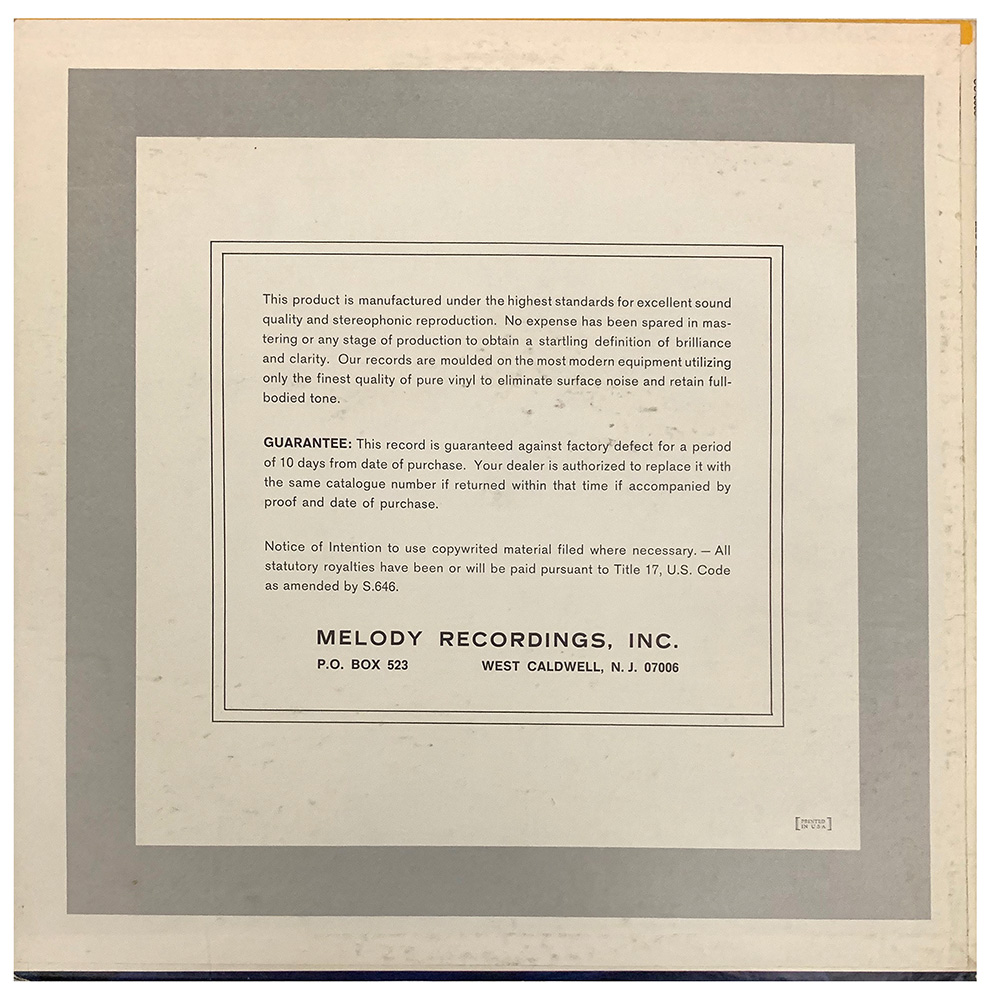 This product is manufactured under the highest standards for excellent sound
quality and stereophonic reproduction. No expense has been spared in mas-
tering or any stage of production to obtain a startling definition of brilliance
and clarity. Our records are moulded on the most modern equipment utilizing
only the finest quality of pure vinyl to eliminate surface noise and retain full-
bodied tone.
GUARANTEE: This record is guaranteed against factory defect for a period
of 10 days from date of purchase. Your dealer is authorized to replace it with
the same catalogue number if returned within that time if accompanied by
proof and date of purchase.
Notice of Intention to use copywrited material filed where necessary. — All
statutory royalties have been or will be paid pursuant to Title 17, U.S. Code
as amended by S.646.
MELODY RECORDINGS, INC.
P.O. BOX 523 WEST CALDWELL, N. J. 07006
[PRINTED
IN U.S.A]